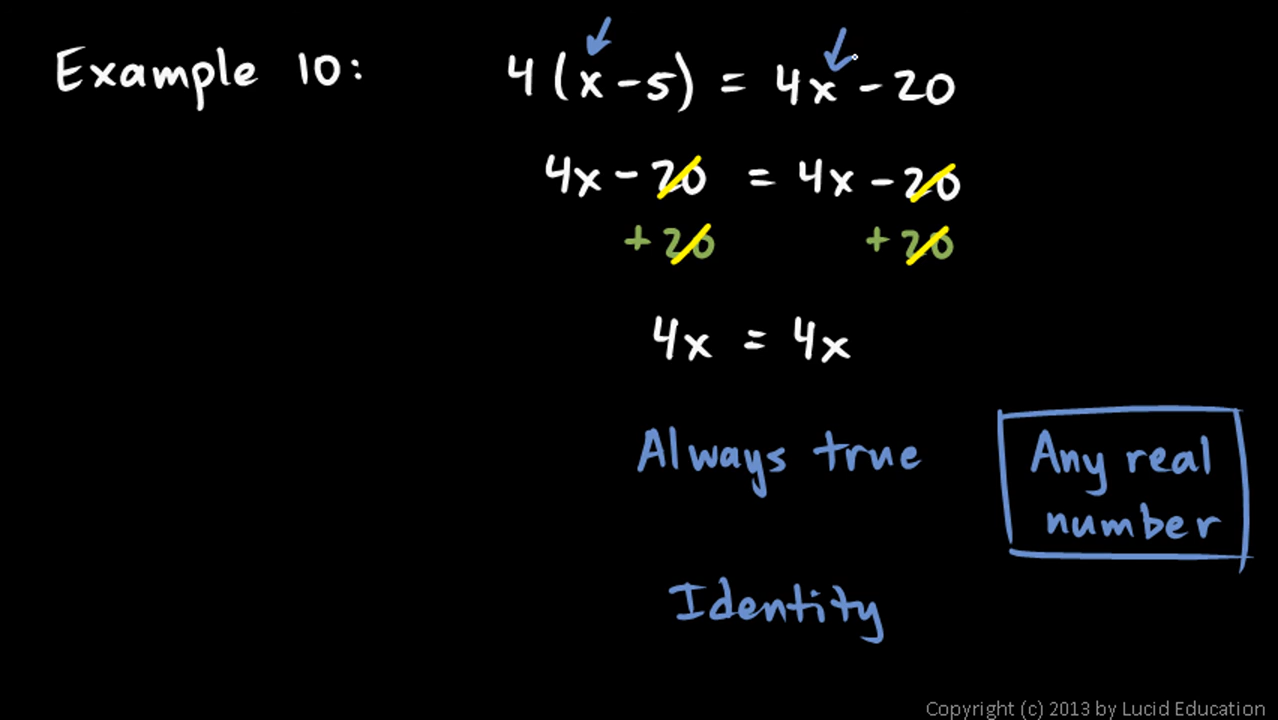 Example 10: 4(x-5) = 4x-20
4x-20 = 4x-20
+20 +20
4x = 4x
Always true
Any real
number
Identity
Copyright (c) 2013 by Lucid Education